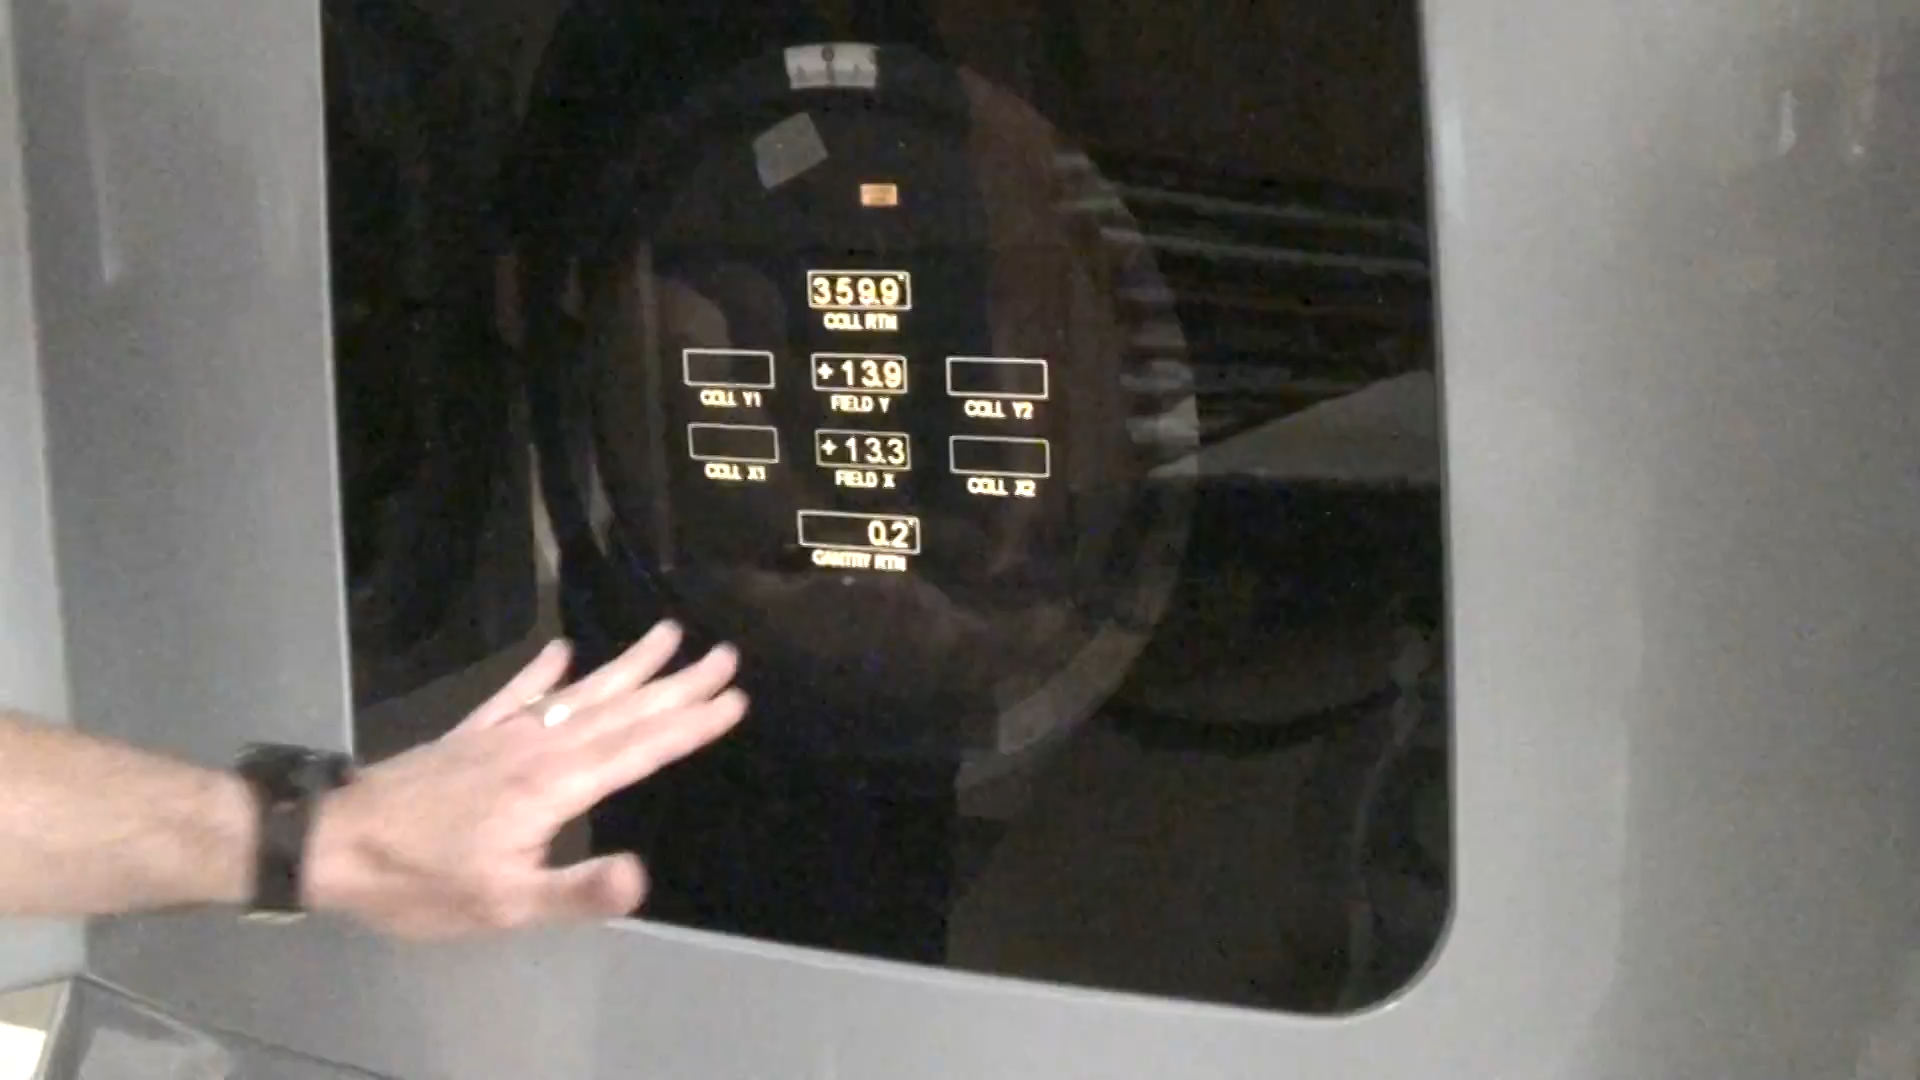 359.9°
COLL RTN
+13.9
COLL Y1 FIELD Y COLL Y2
+13.3
COLL X1 FIELD X COLL X2
0.2°
GANTRY RTN